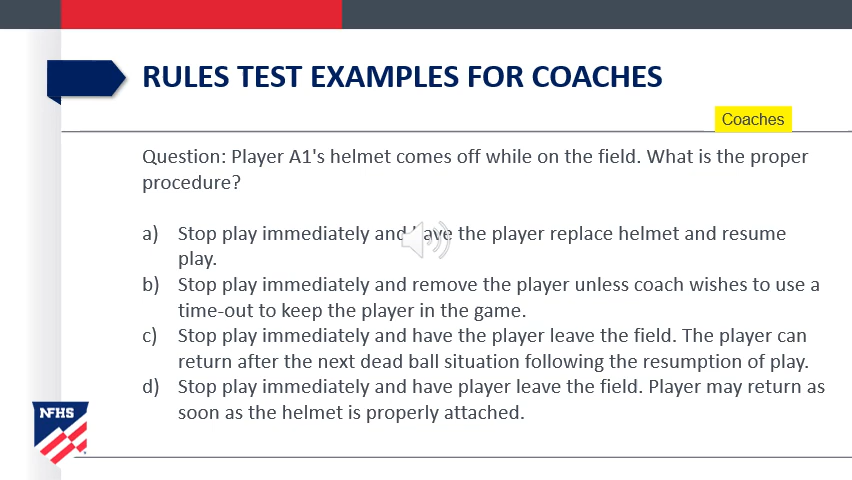 RULES TEST EXAMPLES FOR COACHES
Coaches
Question: Player A1's helmet comes off while on the field. What is the proper
procedure?
a) Stop play immediately and have the player replace helmet and resume
play.
b) Stop play immediately and remove the player unless coach wishes to use a
time-out to keep the player in the game.
c) Stop play immediately and have the player leave the field. The player can
return after the next dead ball situation following the resumption of play.
d) Stop play immediately and have player leave the field. Player may return as
soon as the helmet is properly attached.
NFHS